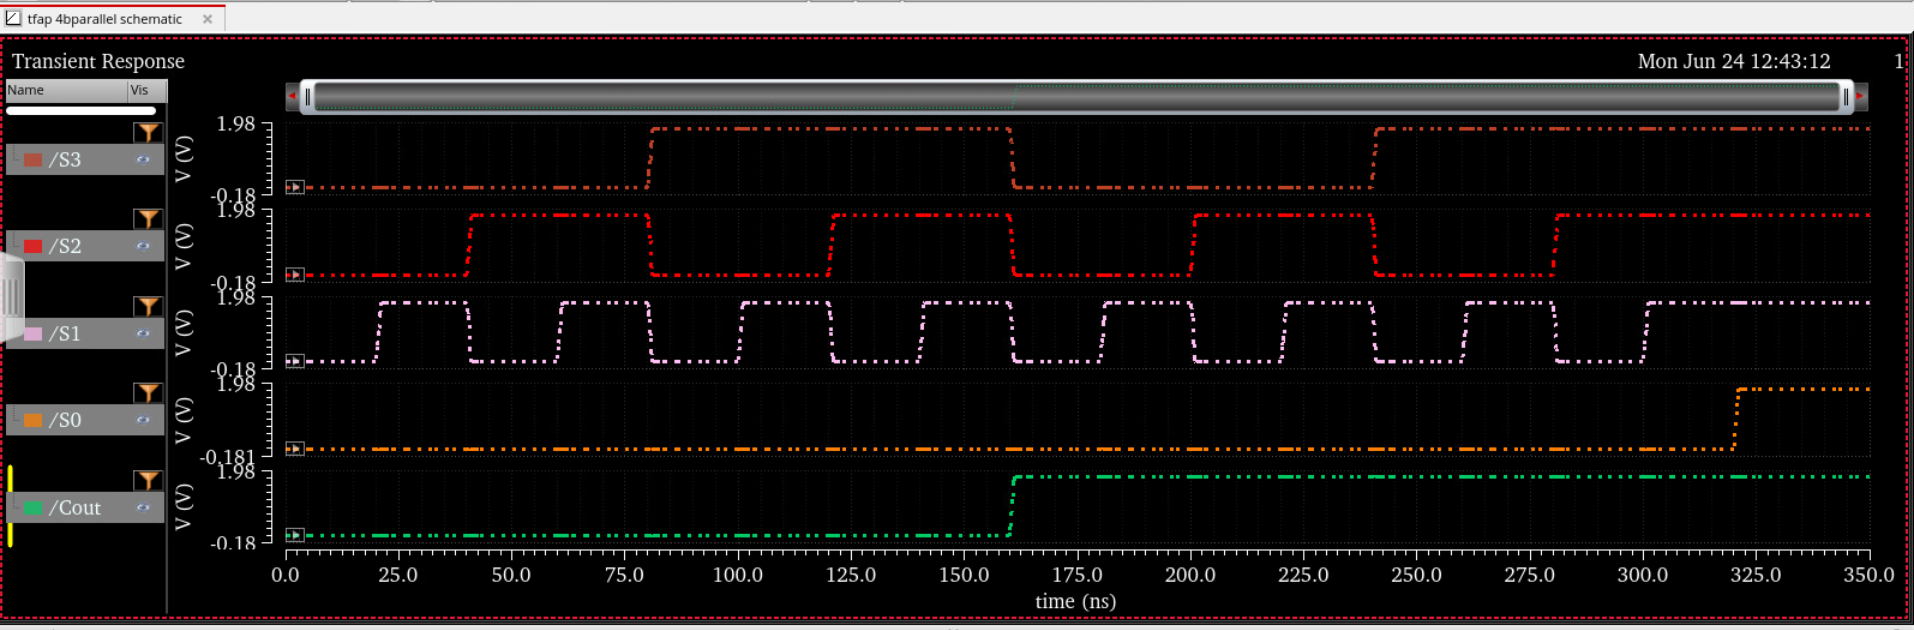 tfap 4bparallel schematic
Transient Response
Mon Jun 24 12:43:12
1
Name
Vis
/S3
V (V)
1.98
-0.18
/S2
V (V)
1.98
-0.18
/S1
V (V)
1.98
-0.18
/S0
V (V)
1.98
-0.181
/Cout
V (V)
1.98
-0.18
0.0 25.0 50.0 75.0 100.0 125.0 150.0 175.0 200.0 225.0 250.0 275.0 300.0 325.0 350.0
time (ns)